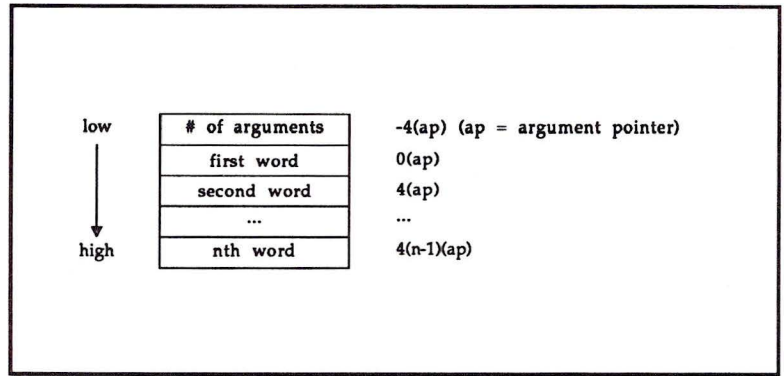 low # of arguments -4(ap) (ap = argument pointer)
first word 0(ap)
second word 4(ap)
... ...
high nth word 4(n-1)(ap)